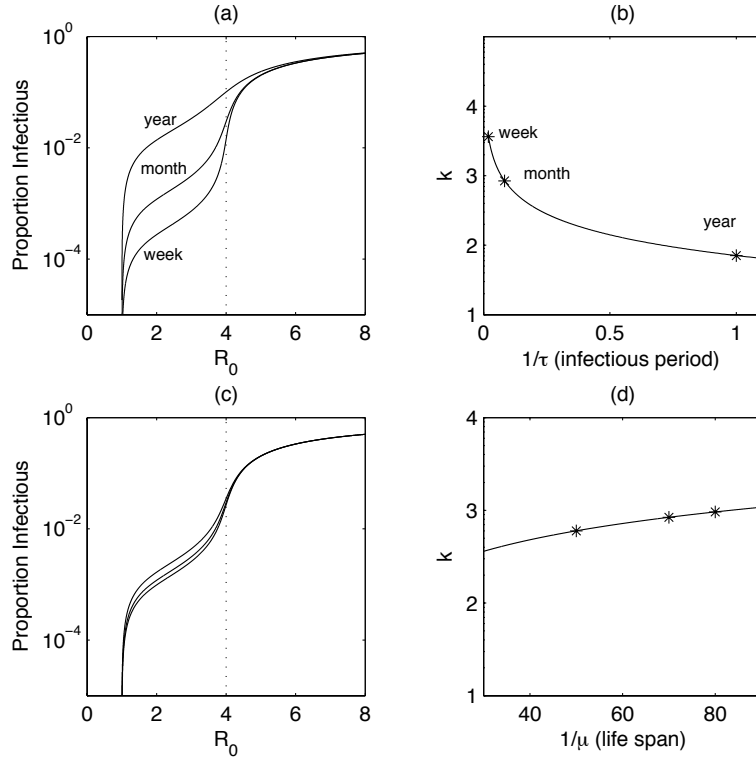 (a)
10^0
10^-2
10^-4
Proportion Infectious
year
month
week
0 2 4 6 8
R_0
(b)
5
4
3
2
1
k
week
month
year
0 0.5 1
1/τ (infectious period)
(c)
10^0
10^-2
10^-4
Proportion Infectious
0 2 4 6 8
R_0
(d)
4
3
2
1
k
40 60 80
1/μ (life span)